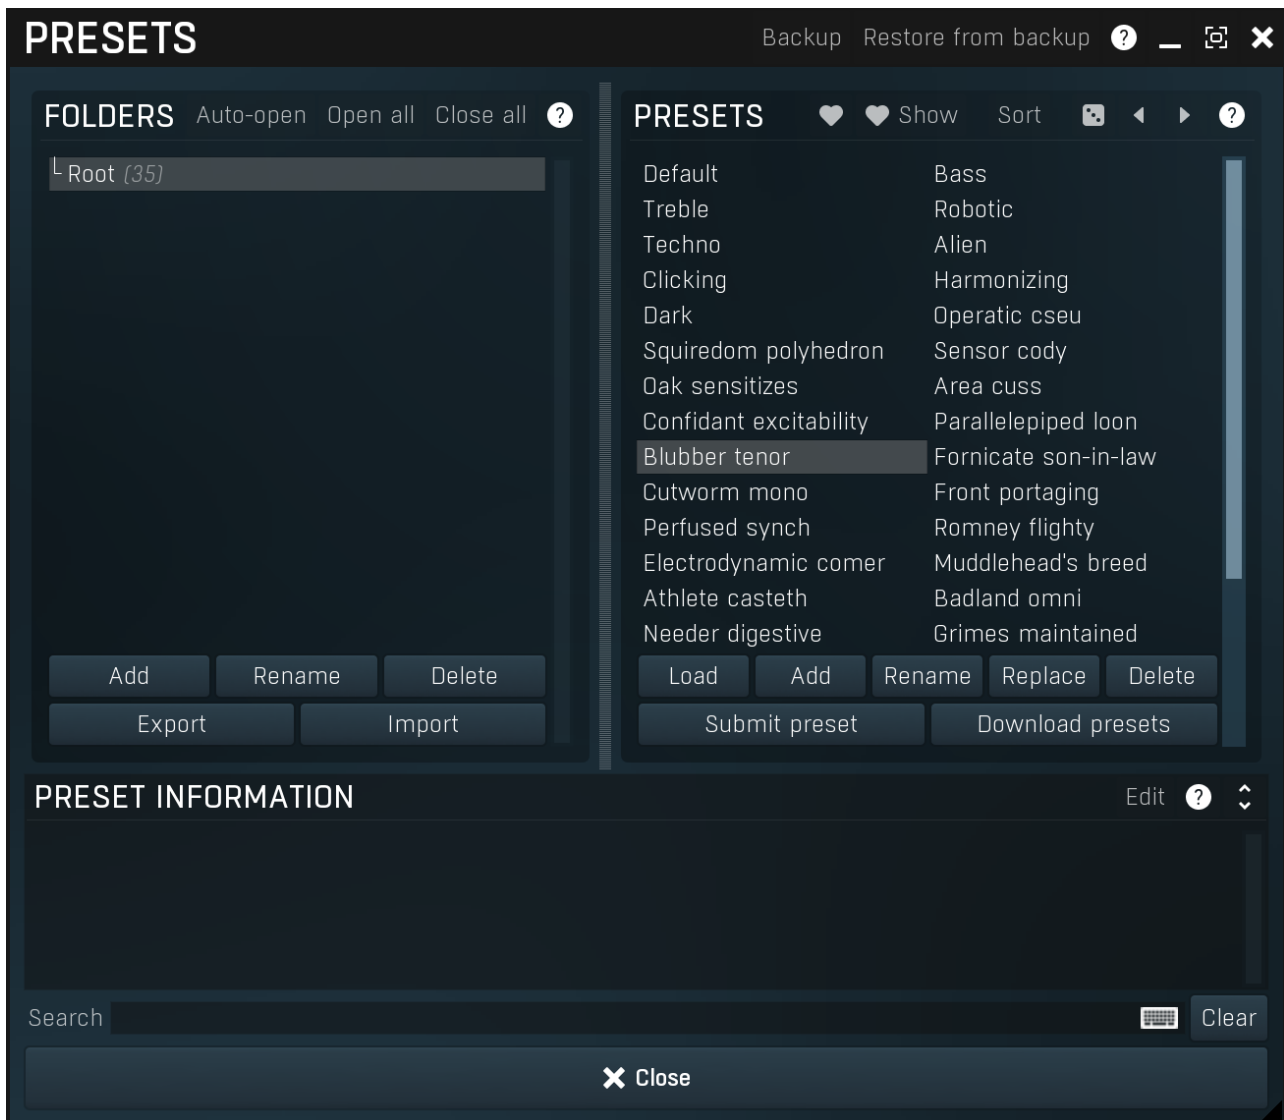 PRESETS Backup Restore from backup ?
FOLDERS Auto-open Open all Close all ?
Root (35)
Add Rename Delete
Export Import
PRESETS Show Sort ?
Default Bass
Treble Robotic
Techno Alien
Clicking Harmonizing
Dark Operatic cseu
Squiredom polyhedron Sensor cody
Oak sensitizes Area cuss
Confidant excitability Parallelepiped loon
Blubber tenor Fornicate son-in-law
Cutworm mono Front portaging
Perfused synch Romney flighty
Electrodynamic comer Muddlehead's breed
Athlete casteth Badland omni
Needer digestive Grimes maintained
Load Add Rename Replace Delete
Submit preset Download presets
PRESET INFORMATION Edit ?
Search Clear
Close